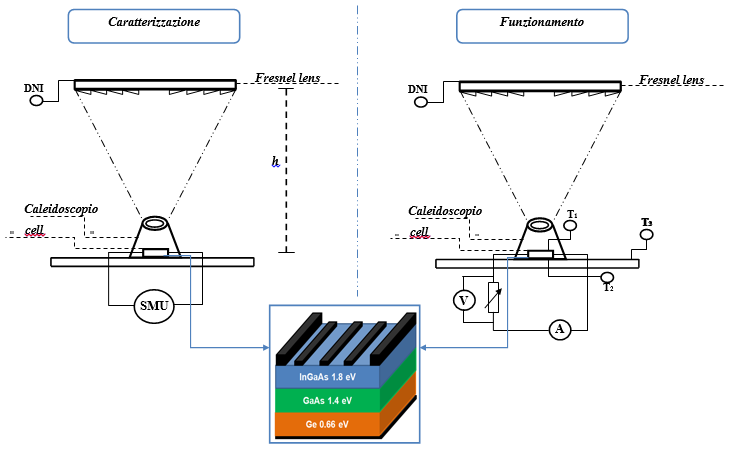 Caratterizzazione
DNI
Fresnel lens
h
Caleidoscopio
cell
SMU
Funzionamento
DNI
Fresnel lens
Caleidoscopio
cell
T1
T3
T2
V
A
InGaAs 1.8 eV
GaAs 1.4 eV
Ge 0.66 eV